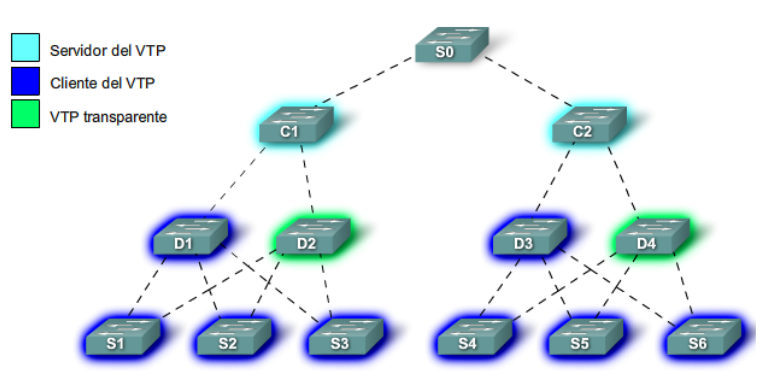 Servidor del VTP
Cliente del VTP
VTP transparente
S0
C1
C2
D1
D2
D3
D4
S1
S2
S3
S4
S5
S6